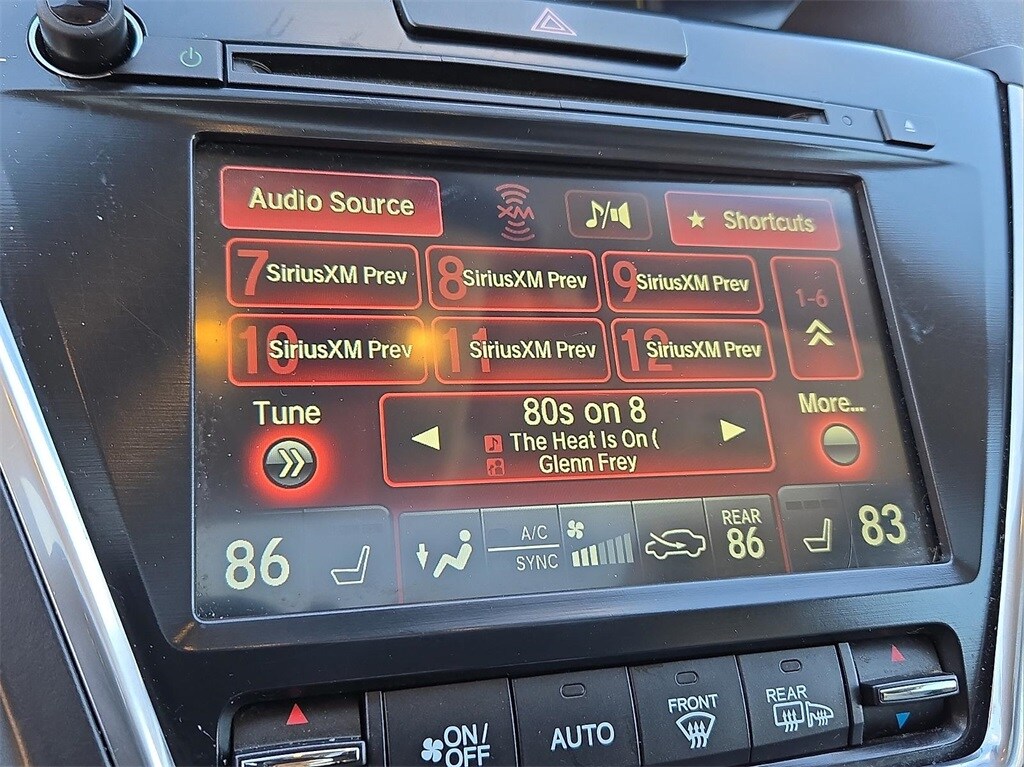 Audio Source
XM
Shortcuts
7 SiriusXM Prev
8 SiriusXM Prev
9 SiriusXM Prev
1-6
10 SiriusXM Prev
11 SiriusXM Prev
12 SiriusXM Prev
Tune
80s on 8
The Heat Is On (
Glenn Frey
More...
86
A/C
SYNC
REAR
86
83
ON/
OFF
AUTO
FRONT
REAR